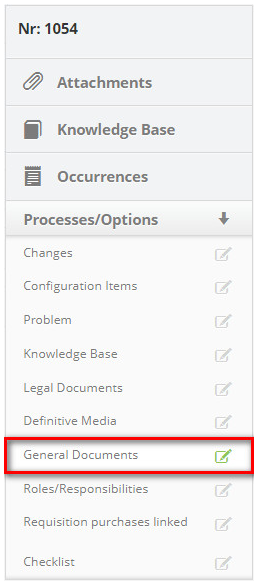 Nr: 1054
Attachments
Knowledge Base
Occurrences
Processes/Options
Changes
Configuration Items
Problem
Knowledge Base
Legal Documents
Definitive Media
General Documents
Roles/Responsibilities
Requisition purchases linked
Checklist